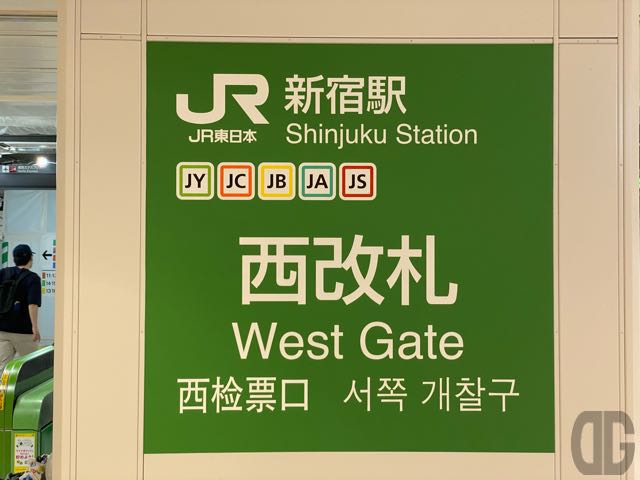 JR 新宿駅
JR東日本 Shinjuku Station
JY JC JB JA JS
西改札
West Gate
西检票口 서쪽 개찰구
DG